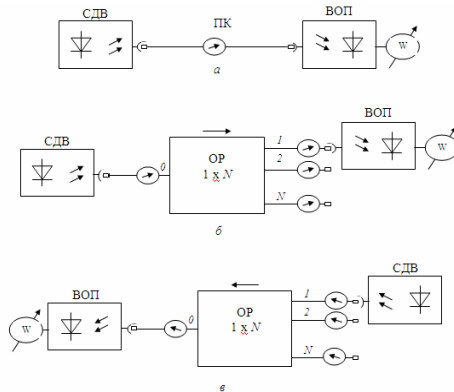 СДВ ПК ВОП
W
а
СДВ ВОП
0 ОР 1 W
1 x N 2
N
б
ВОП СДВ
W 0 ОР 1
1 x N 2
N
в